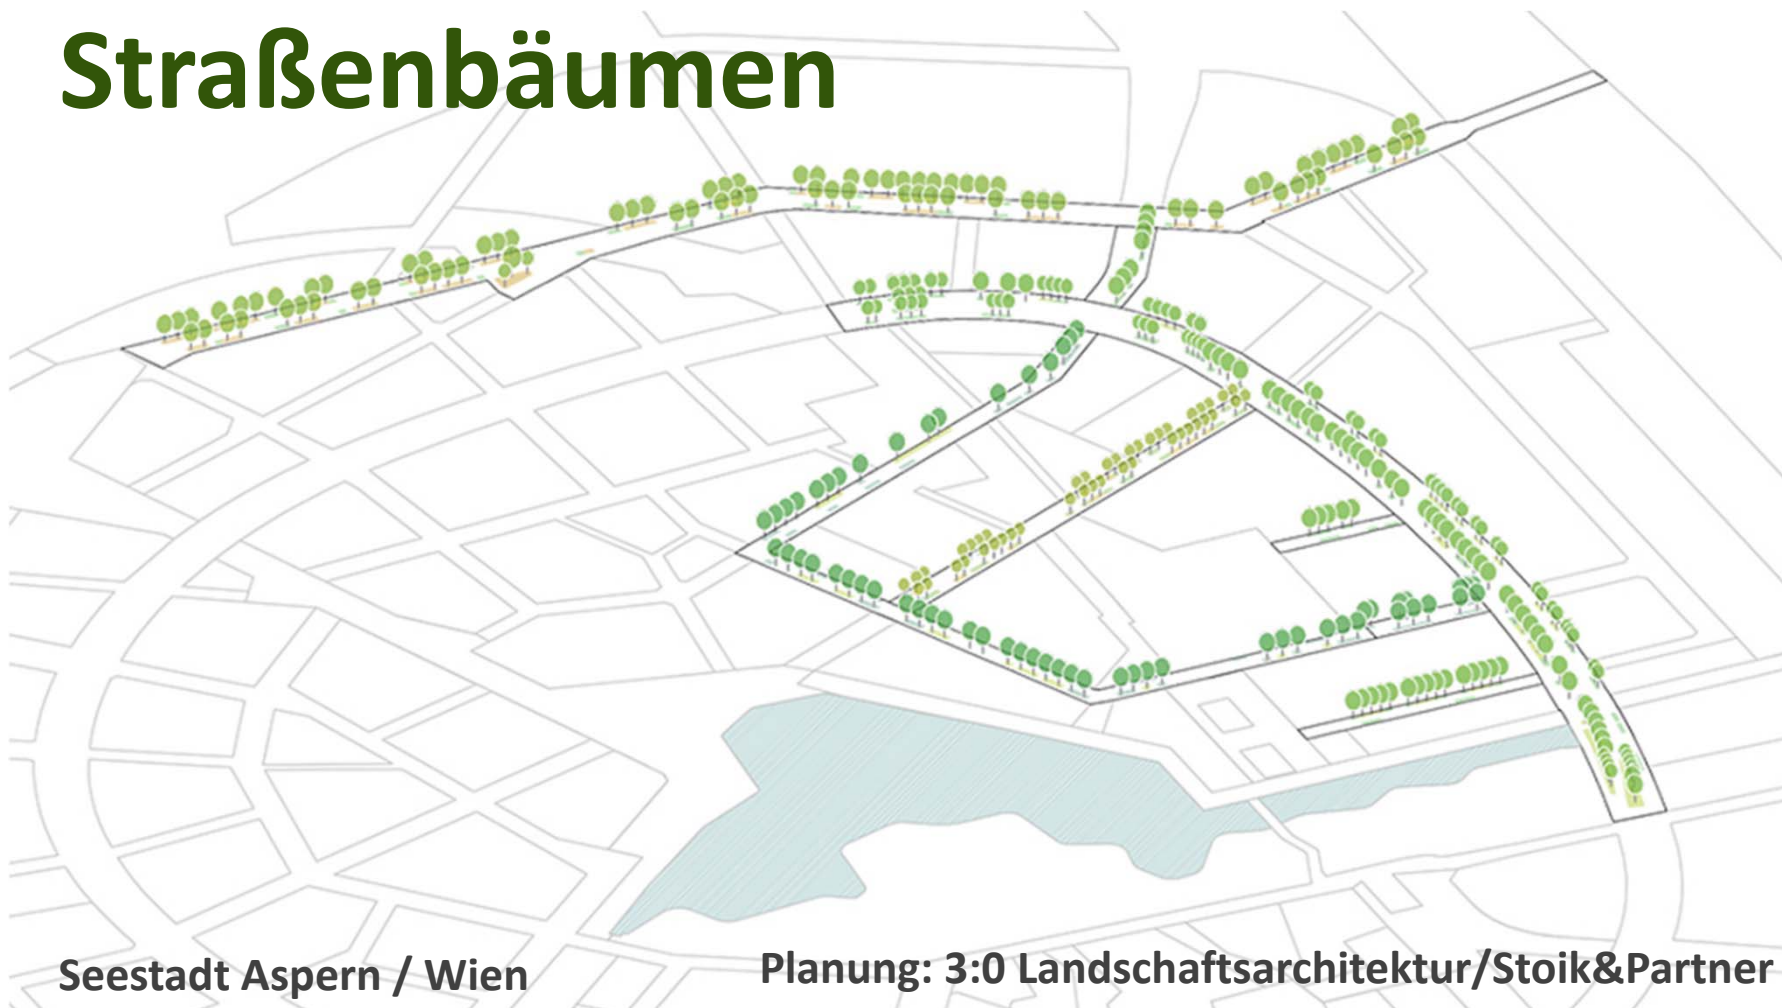 Straßenbäumen
Seestadt Aspern / Wien
Planung: 3:0 Landschaftsarchitektur/Stoik&Partner